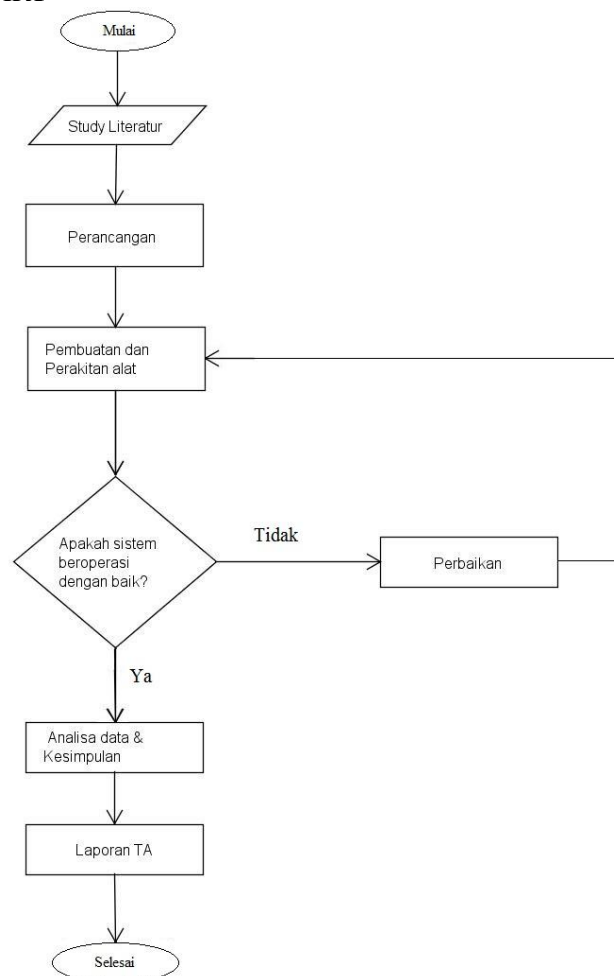 Mulai
Study Literatur
Perancangan
Pembuatan dan
Perakitan alat
Apakah sistem
beroperasi
dengan baik?
Tidak
Perbaikan
Ya
Analisa data &
Kesimpulan
Laporan TA
Selesai